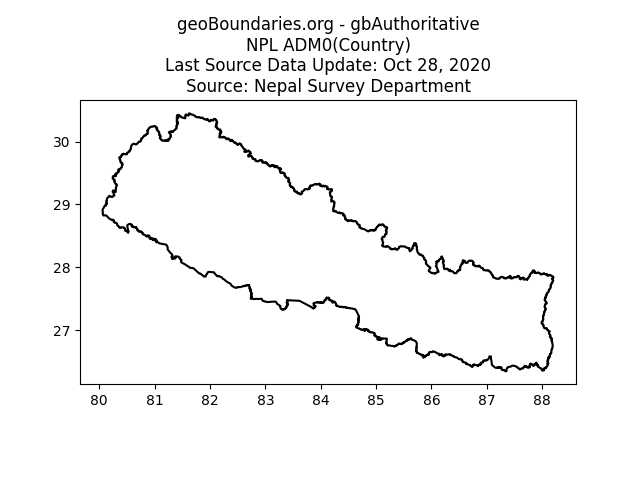 geoBoundaries.org - gbAuthoritative
NPL ADM0(Country)
Last Source Data Update: Oct 28, 2020
Source: Nepal Survey Department
30
29
28
27
80 81 82 83 84 85 86 87 88